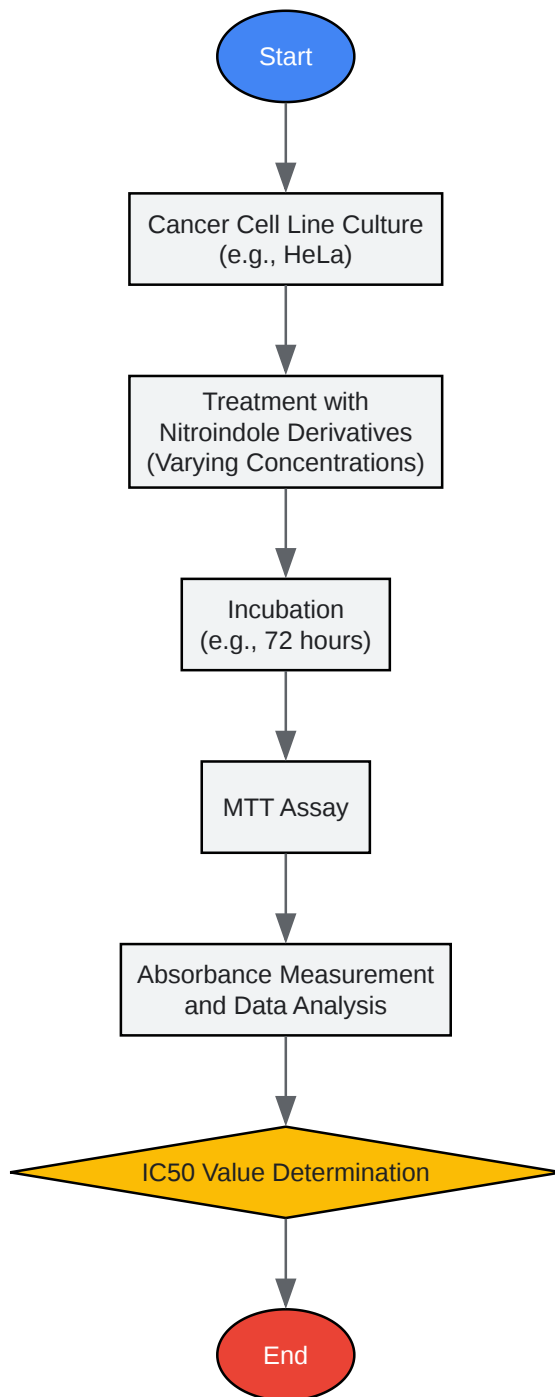 Start
Cancer Cell Line Culture
(e.g., HeLa)
Treatment with
Nitroindole Derivatives
(Varying Concentrations)
Incubation
(e.g., 72 hours)
MTT Assay
Absorbance Measurement
and Data Analysis
IC50 Value Determination
End